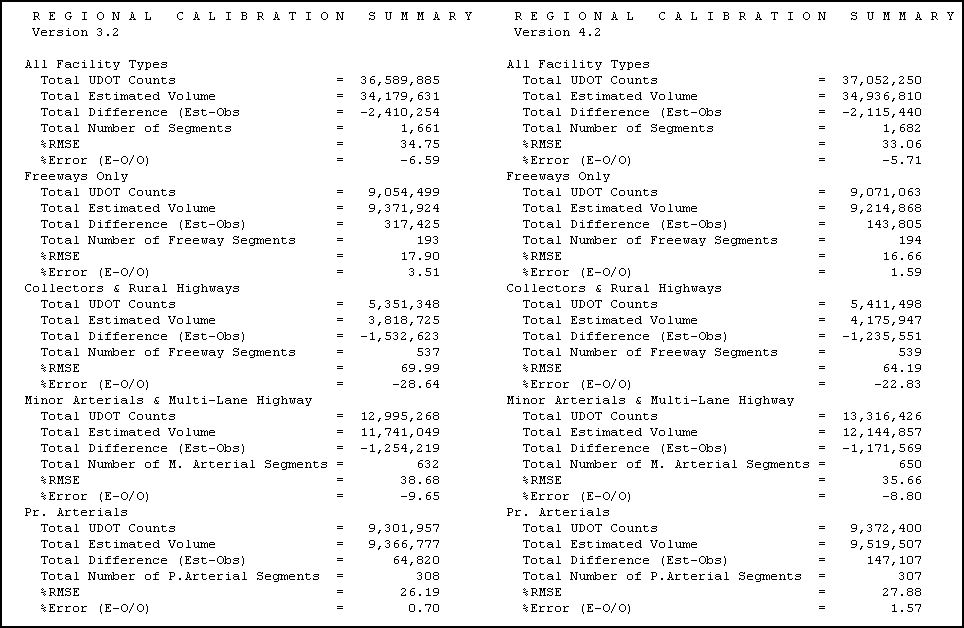 R E G I O N A L   C A L I B R A T I O N   S U M M A R Y
Version 3.2
All Facility Types
Total UDOT Counts = 36,589,885
Total Estimated Volume = 34,179,631
Total Difference (Est-Obs = -2,410,254
Total Number of Segments = 1,661
%RMSE = 34.75
%Error (E-O/O) = -6.59
Freeways Only
Total UDOT Counts = 9,054,499
Total Estimated Volume = 9,371,924
Total Difference (Est-Obs) = 317,425
Total Number of Freeway Segments = 193
%RMSE = 17.90
%Error (E-O/O) = 3.51
Collectors & Rural Highways
Total UDOT Counts = 5,351,348
Total Estimated Volume = 3,818,725
Total Difference (Est-Obs) = -1,532,623
Total Number of Freeway Segments = 537
%RMSE = 69.99
%Error (E-O/O) = -28.64
Minor Arterials & Multi-Lane Highway
Total UDOT Counts = 12,995,268
Total Estimated Volume = 11,741,049
Total Difference (Est-Obs) = -1,254,219
Total Number of M. Arterial Segments = 632
%RMSE = 38.68
%Error (E-O/O) = -9.65
Pr. Arterials
Total UDOT Counts = 9,301,957
Total Estimated Volume = 9,366,777
Total Difference (Est-Obs) = 64,820
Total Number of P.Arterial Segments = 308
%RMSE = 26.19
%Error (E-O/O) = 0.70
R E G I O N A L   C A L I B R A T I O N   S U M M A R Y
Version 4.2
All Facility Types
Total UDOT Counts = 37,052,250
Total Estimated Volume = 34,936,810
Total Difference (Est-Obs = -2,115,440
Total Number of Segments = 1,682
%RMSE = 33.06
%Error (E-O/O) = -5.71
Freeways Only
Total UDOT Counts = 9,071,063
Total Estimated Volume = 9,214,868
Total Difference (Est-Obs) = 143,805
Total Number of Freeway Segments = 194
%RMSE = 16.66
%Error (E-O/O) = 1.59
Collectors & Rural Highways
Total UDOT Counts = 5,411,498
Total Estimated Volume = 4,175,947
Total Difference (Est-Obs) = -1,235,551
Total Number of Freeway Segments = 539
%RMSE = 64.19
%Error (E-O/O) = -22.83
Minor Arterials & Multi-Lane Highway
Total UDOT Counts = 13,316,426
Total Estimated Volume = 12,144,857
Total Difference (Est-Obs) = -1,171,569
Total Number of M. Arterial Segments = 650
%RMSE = 35.66
%Error (E-O/O) = -8.80
Pr. Arterials
Total UDOT Counts = 9,372,400
Total Estimated Volume = 9,519,507
Total Difference (Est-Obs) = 147,107
Total Number of P.Arterial Segments = 307
%RMSE = 27.88
%Error (E-O/O) = 1.57